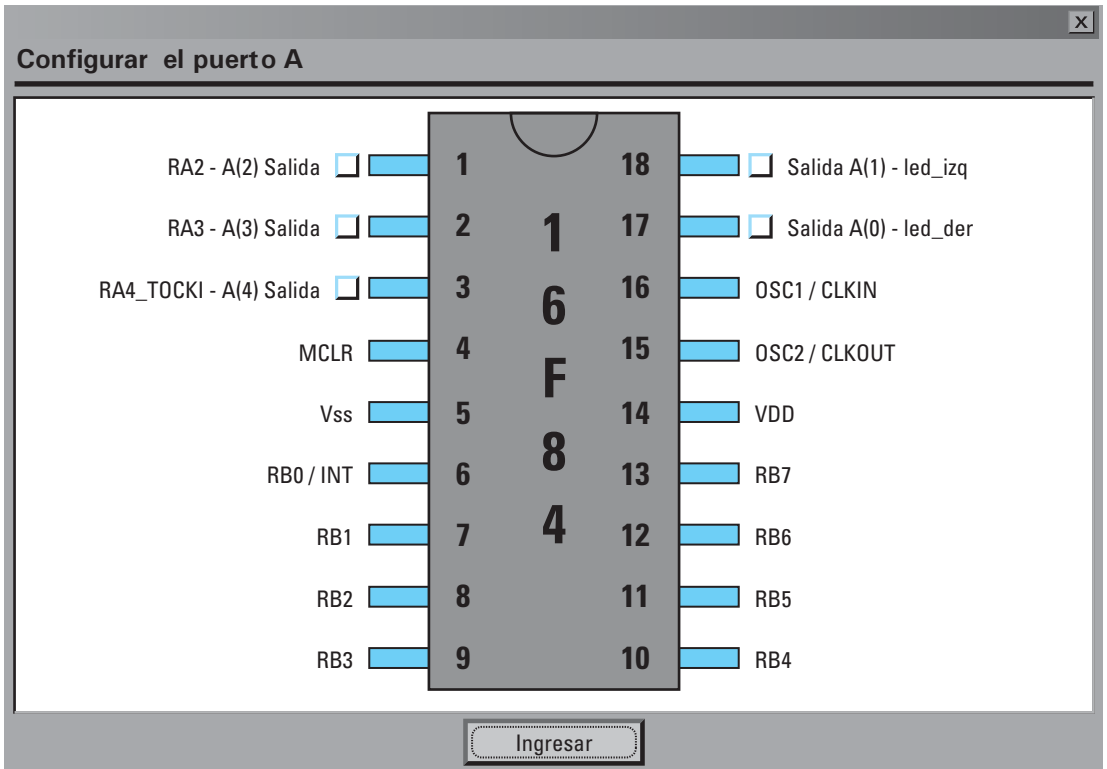 X
Configurar el puerto A
RA2 - A(2) Salida 1 18 Salida A(1) - led_izq
RA3 - A(3) Salida 2 17 Salida A(0) - led_der
RA4_TOCKI - A(4) Salida 3 16 OSC1 / CLKIN
MCLR 4 15 OSC2 / CLKOUT
Vss 5 14 VDD
RB0 / INT 6 13 RB7
RB1 7 12 RB6
RB2 8 11 RB5
RB3 9 10 RB4
1
6
F
8
4
Ingresar